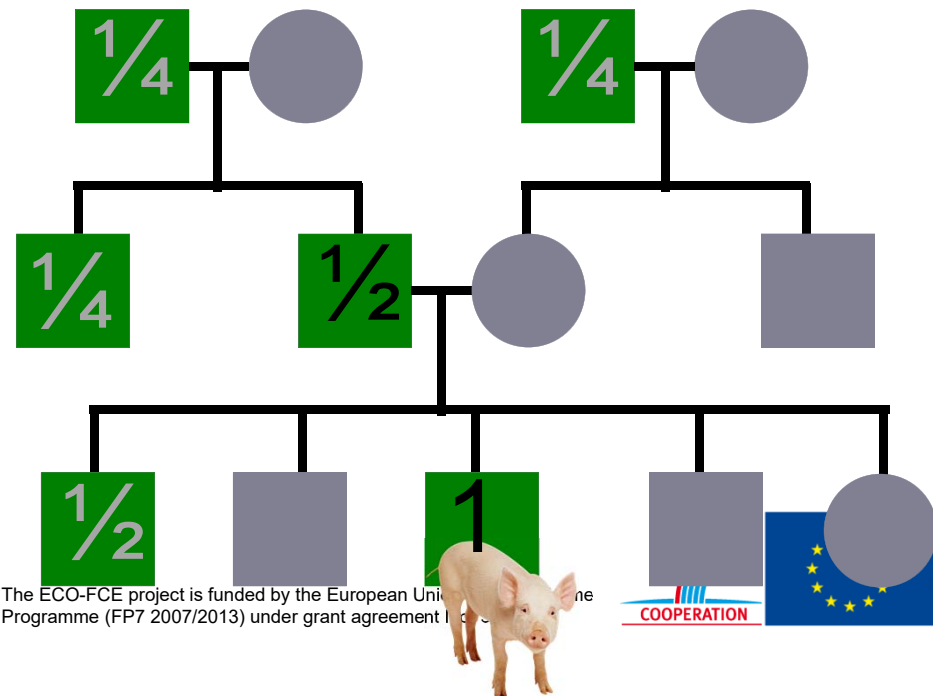 ¼ ¼
¼ ½
½ 1
The ECO-FCE project is funded by the European me
Programme (FP7 2007/2013) under grant agreement
COOPERATION